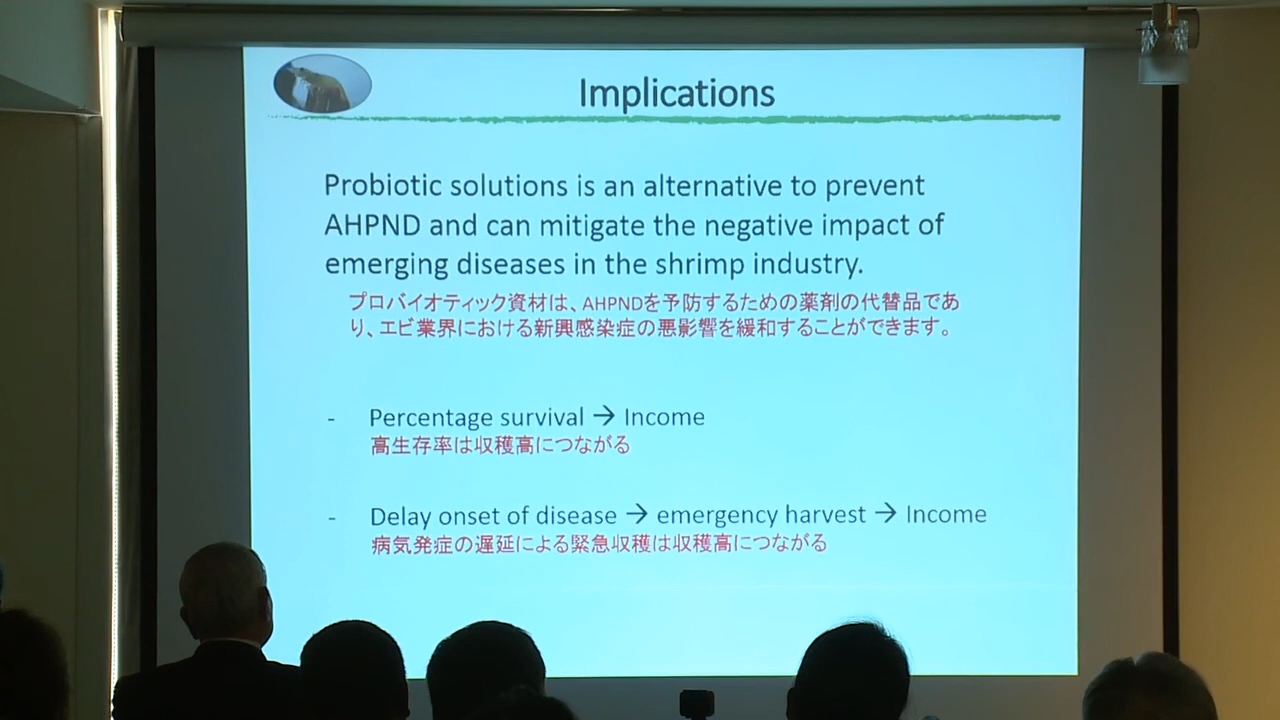 Implications
Probiotic solutions is an alternative to prevent
AHPND and can mitigate the negative impact of
emerging diseases in the shrimp industry.
プロバイオティック資材は、AHPNDを予防するための薬剤の代替品であ
り、エビ業界における新興感染症の悪影響を緩和することができます。
- Percentage survival → Income
高生存率は収穫高につながる
- Delay onset of disease → emergency harvest → Income
病気発症の遅延による緊急収穫は収穫高につながる